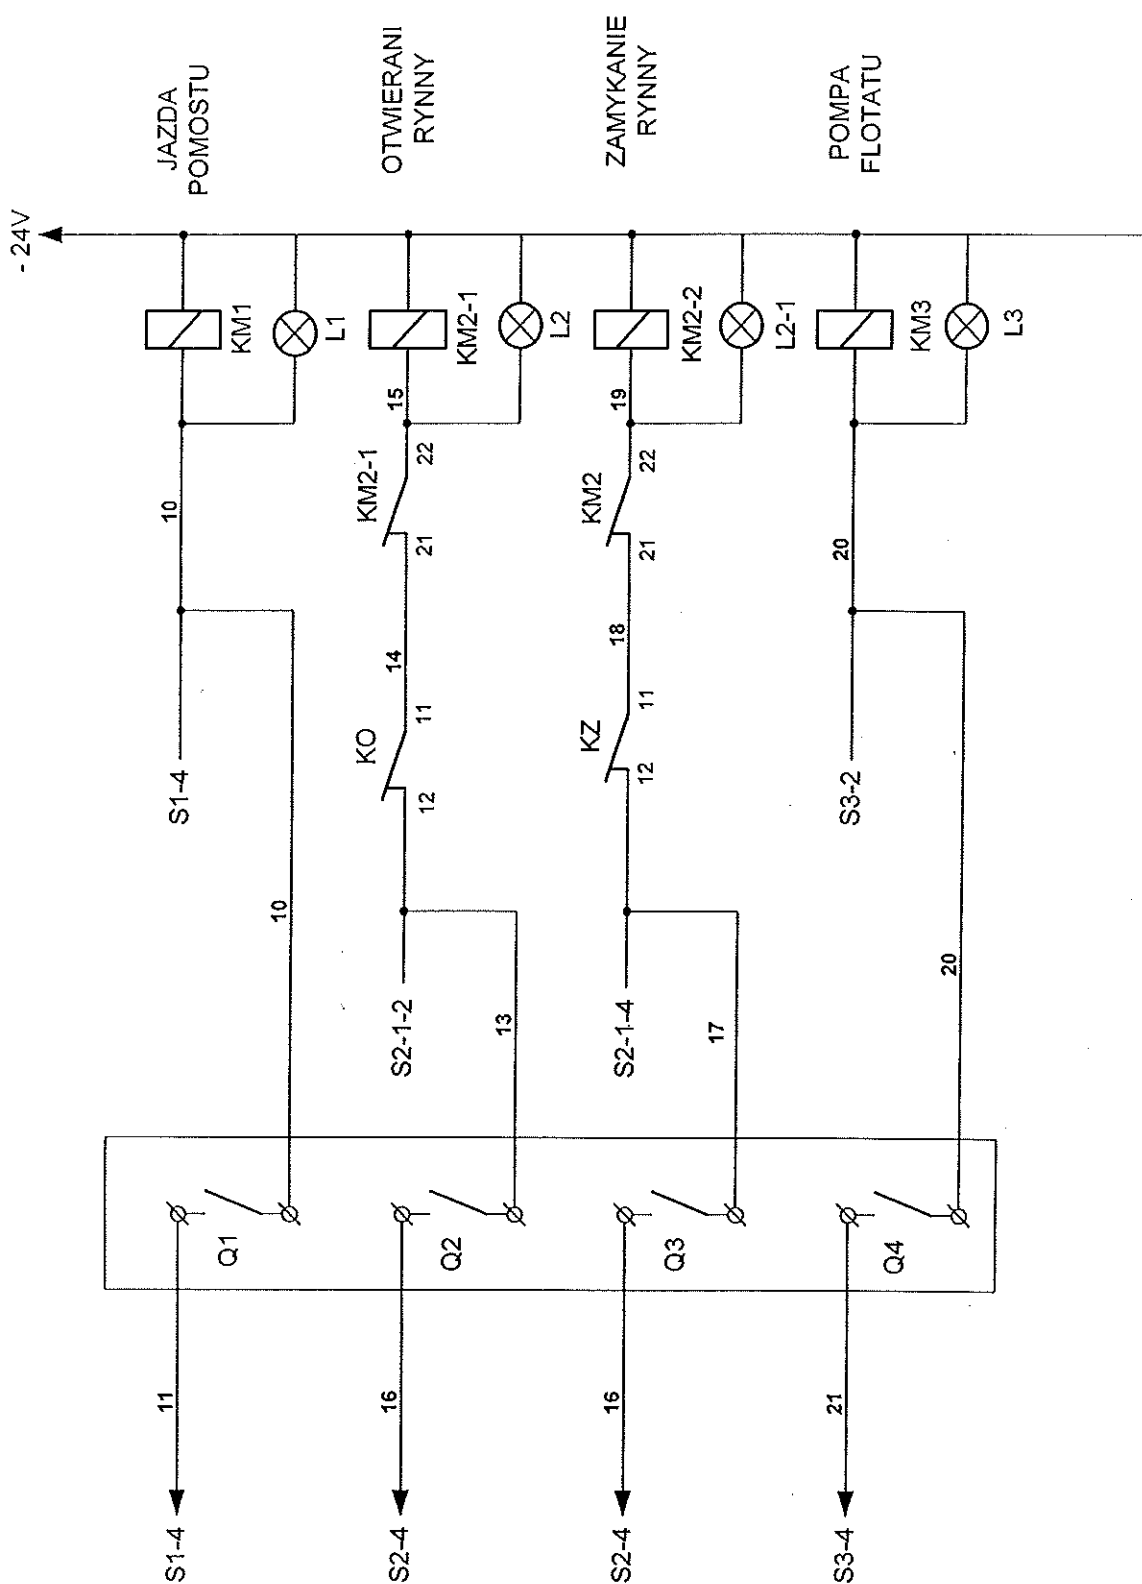 - 24V
JAZDA
POMOSTU
OTWIERANI
RYNNY
ZAMYKANIE
RYNNY
POMPA
FLOTATU
KM1
L1
KM2-1
L2
KM2-2
L2-1
KM3
L3
10
15
19
20
KM2-1
22
21
KM2
22
21
14
18
S1-4
KO
11
12
KZ
11
12
S3-2
10
S2-1-2
13
S2-1-4
17
20
Q1
Q2
Q3
Q4
11
16
16
21
S1-4
S2-4
S2-4
S3-4